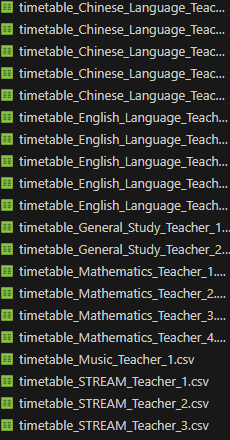 timetable_Chinese_Language_Teac...
timetable_Chinese_Language_Teac...
timetable_Chinese_Language_Teac...
timetable_Chinese_Language_Teac...
timetable_Chinese_Language_Teac...
timetable_English_Language_Teach...
timetable_English_Language_Teach...
timetable_English_Language_Teach...
timetable_English_Language_Teach...
timetable_English_Language_Teach...
timetable_General_Study_Teacher_1...
timetable_General_Study_Teacher_2...
timetable_Mathematics_Teacher_1....
timetable_Mathematics_Teacher_2....
timetable_Mathematics_Teacher_3....
timetable_Mathematics_Teacher_4....
timetable_Music_Teacher_1.csv
timetable_STREAM_Teacher_1.csv
timetable_STREAM_Teacher_2.csv
timetable_STREAM_Teacher_3.csv